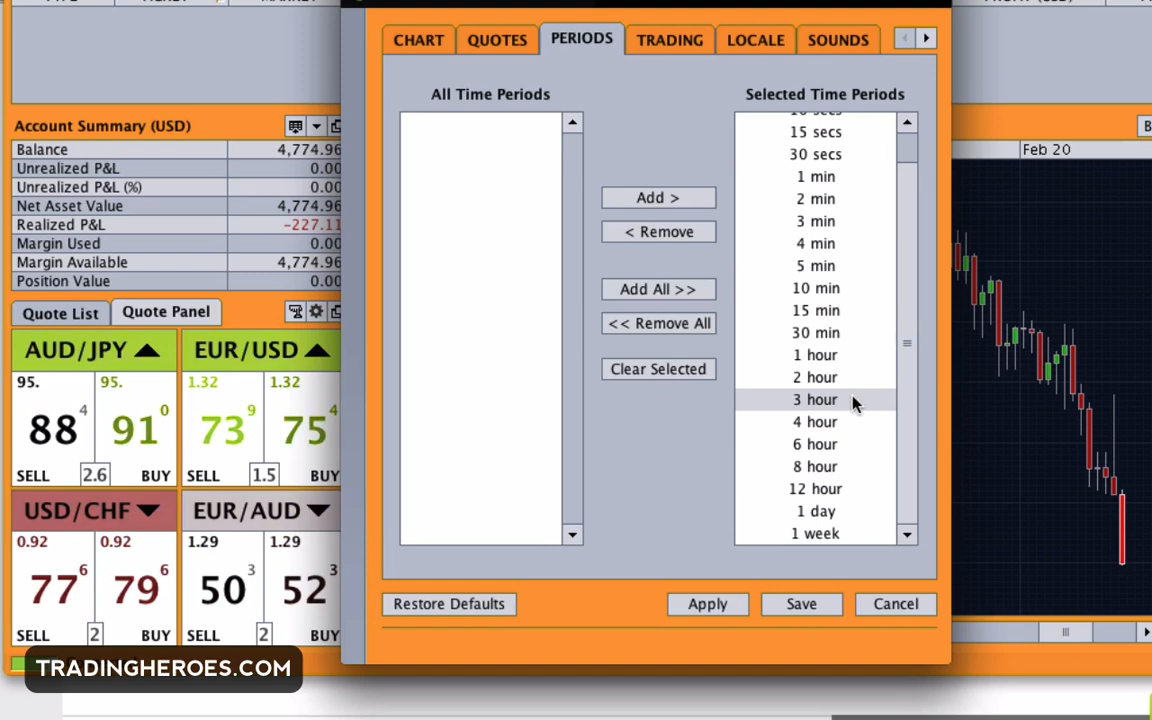 CHART
QUOTES
PERIODS
TRADING
LOCALE
SOUNDS
All Time Periods
Selected Time Periods
15 secs
30 secs
1 min
2 min
3 min
4 min
5 min
10 min
15 min
30 min
1 hour
2 hour
3 hour
4 hour
6 hour
8 hour
12 hour
1 day
1 week
Add >
< Remove
Add All >>
<< Remove All
Clear Selected
Restore Defaults
Apply
Save
Cancel
Account Summary (USD)
Balance 4,774.96
Unrealized P&L 0.00
Unrealized P&L (%) 0.00
Net Asset Value 4,774.96
Realized P&L -227.11
Margin Used 0.00
Margin Available 4,774.96
Position Value 0.00
Quote List
Quote Panel
AUD/JPY
95. 95.
88 4 91 0
SELL 2.6 BUY
EUR/USD
1.32 1.32
73 9 75 4
SELL 1.5 BUY
USD/CHF
0.92 0.92
77 6 79 6
SELL 2 BUY
EUR/AUD
1.29 1.29
50 3 52 3
SELL 2 BUY
Feb 20
TRADINGHEROES.COM